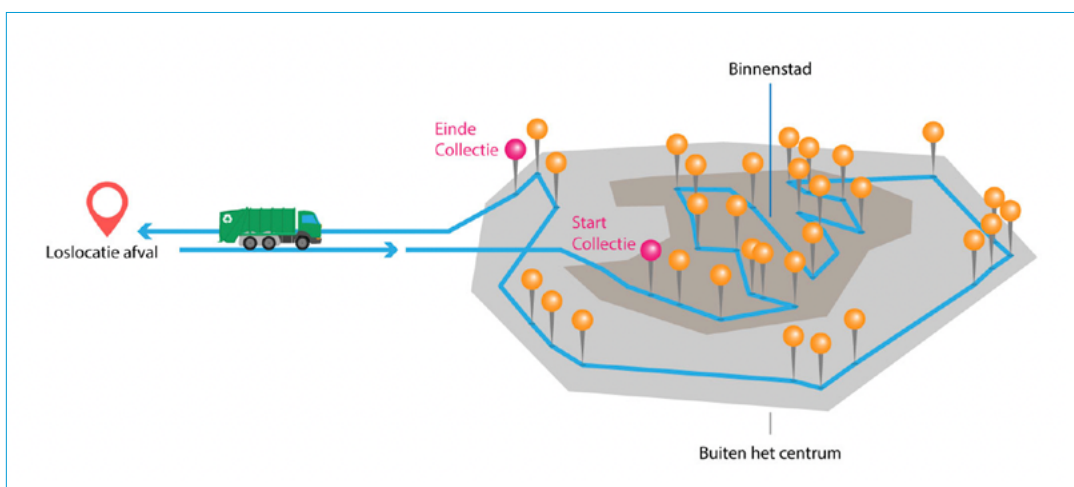 Binnenstad
Einde
Collectie
Start
Collectie
Loslocatie afval
Buiten het centrum